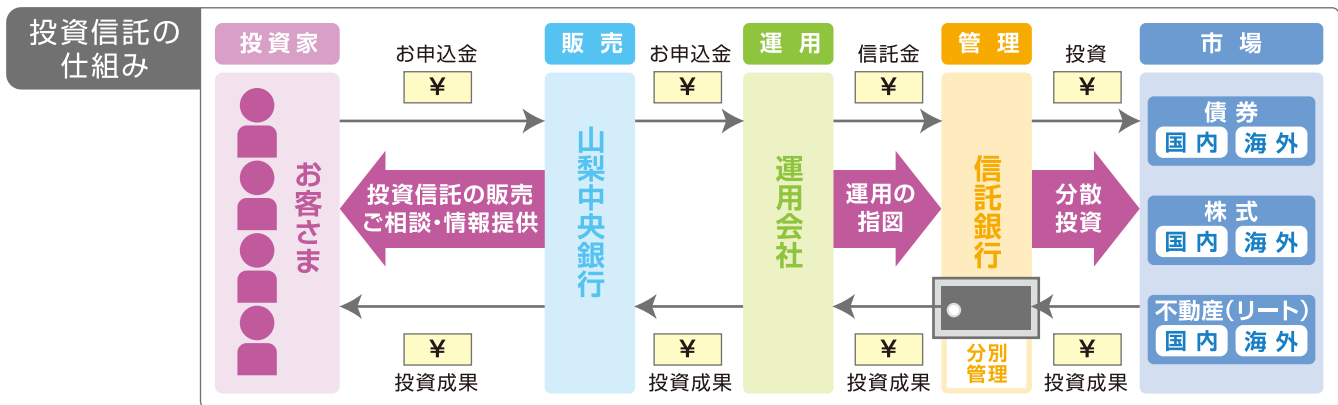 投資信託の
仕組み
投資家
お申込金
¥
販売
お申込金
¥
運用
信託金
¥
管理
投資
¥
市場
お客さま
投資信託の販売
ご相談・情報提供
山梨中央銀行
運用会社
運用の
指図
信託銀行
分散
投資
債券
国内 海外
株式
国内 海外
不動産（リート）
国内 海外
¥
投資成果
¥
投資成果
¥
投資成果
分別
管理
¥
投資成果